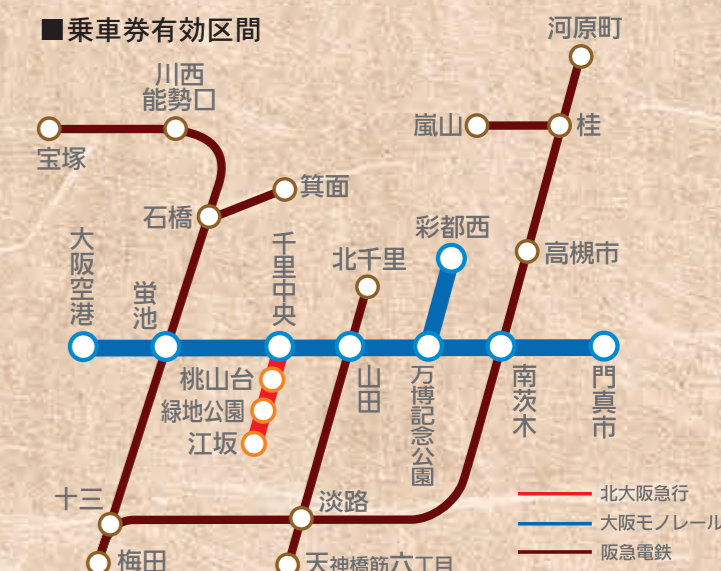 ■乗車券有効区間
河原町
川西
能勢口
嵐山
桂
宝塚
箕面
石橋
彩都西
大阪空港
千里中央
北千里
高槻市
蛍池
桃山台
山田
万博記念公園
南茨木
門真市
緑地公園
江坂
十三
淡路
北大阪急行
大阪モノレール
阪急電鉄
梅田
天神橋筋六丁目